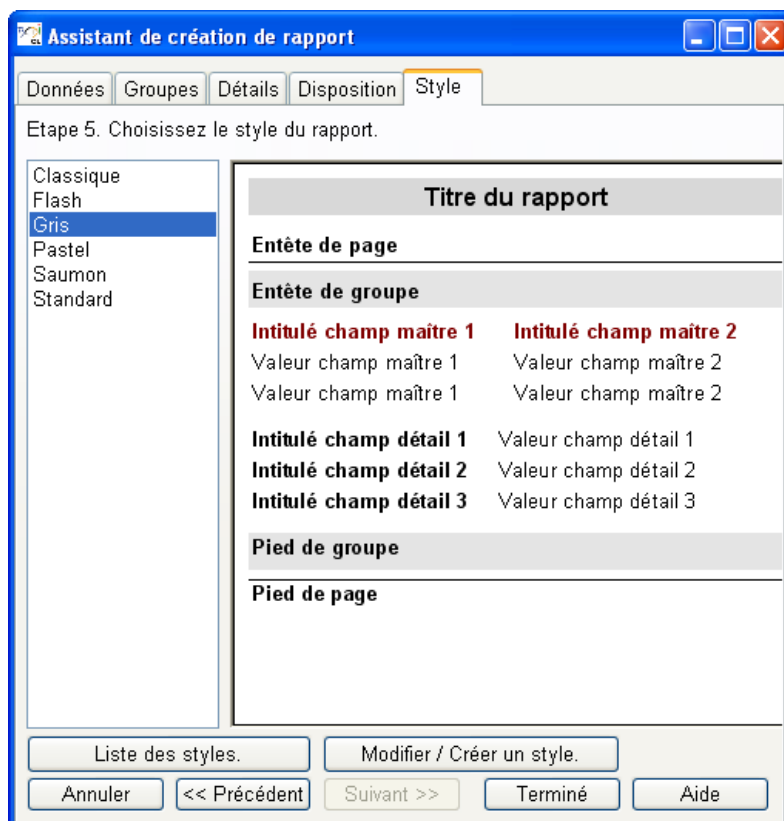 Assistant de création de rapport
Données Groupes Détails Disposition Style
Etape 5. Choisissez le style du rapport.
Classique
Flash
Gris
Pastel
Saumon
Standard
Titre du rapport
Entête de page
Entête de groupe
Intitulé champ maître 1 Intitulé champ maître 2
Valeur champ maître 1 Valeur champ maître 2
Valeur champ maître 1 Valeur champ maître 2
Intitulé champ détail 1 Valeur champ détail 1
Intitulé champ détail 2 Valeur champ détail 2
Intitulé champ détail 3 Valeur champ détail 3
Pied de groupe
Pied de page
Liste des styles. Modifier / Créer un style.
Annuler << Précédent Suivant >> Terminé Aide